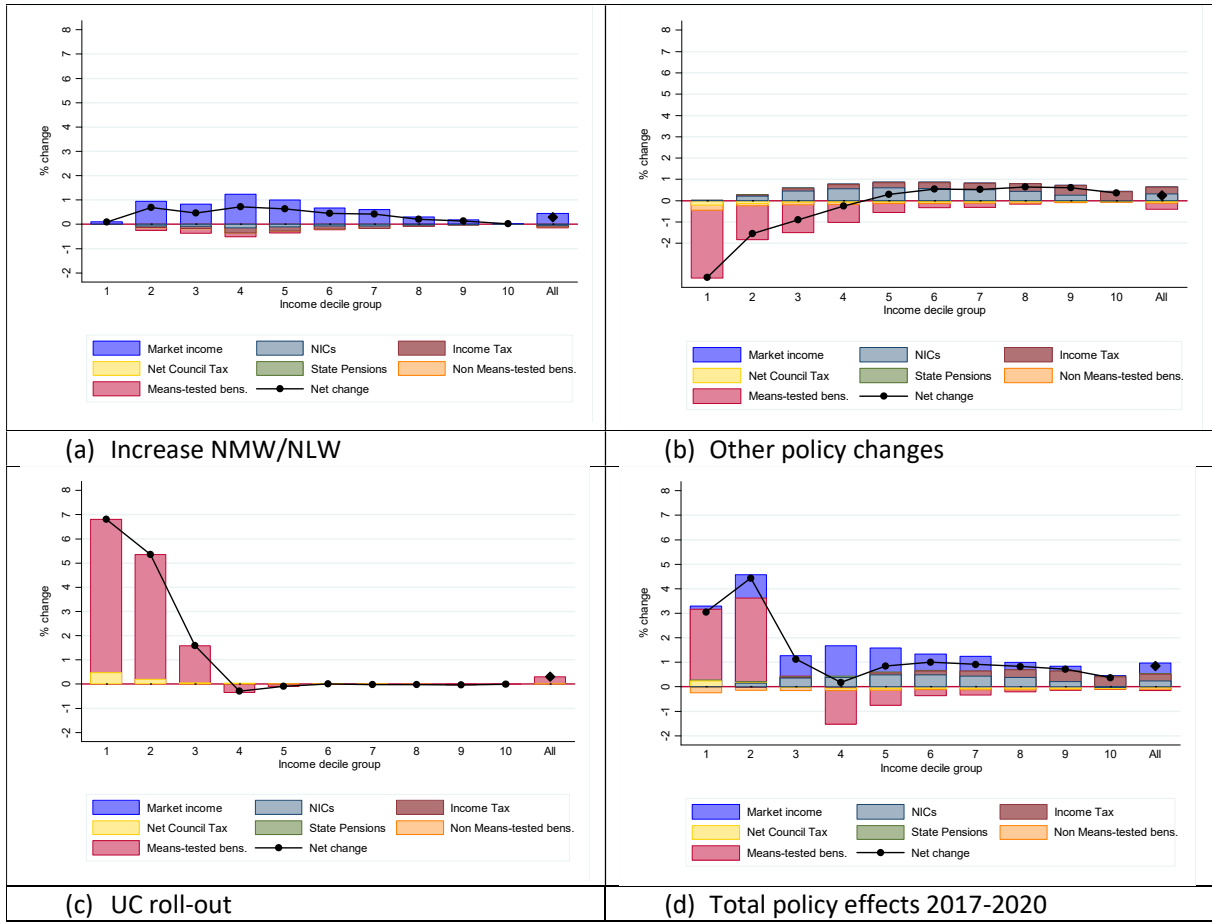 8
7
6
5
4
3
2
1
0
-1
-2
% change
1 2 3 4 5 6 7 8 9 10 All
Income decile group
Market income NICs Income Tax
Net Council Tax State Pensions Non Means-tested bens.
Means-tested bens. Net change
(a) Increase NMW/NLW
8
7
6
5
4
3
2
1
0
-1
-2
% change
1 2 3 4 5 6 7 8 9 10 All
Income decile group
Market income NICs Income Tax
Net Council Tax State Pensions Non Means-tested bens.
Means-tested bens. Net change
(b) Other policy changes
8
7
6
5
4
3
2
1
0
-1
-2
% change
1 2 3 4 5 6 7 8 9 10 All
Income decile group
Market income NICs Income Tax
Net Council Tax State Pensions Non Means-tested bens.
Means-tested bens. Net change
(c) UC roll-out
8
7
6
5
4
3
2
1
0
-1
-2
% change
1 2 3 4 5 6 7 8 9 10 All
Income decile group
Market income NICs Income Tax
Net Council Tax State Pensions Non Means-tested bens.
Means-tested bens. Net change
(d) Total policy effects 2017-2020